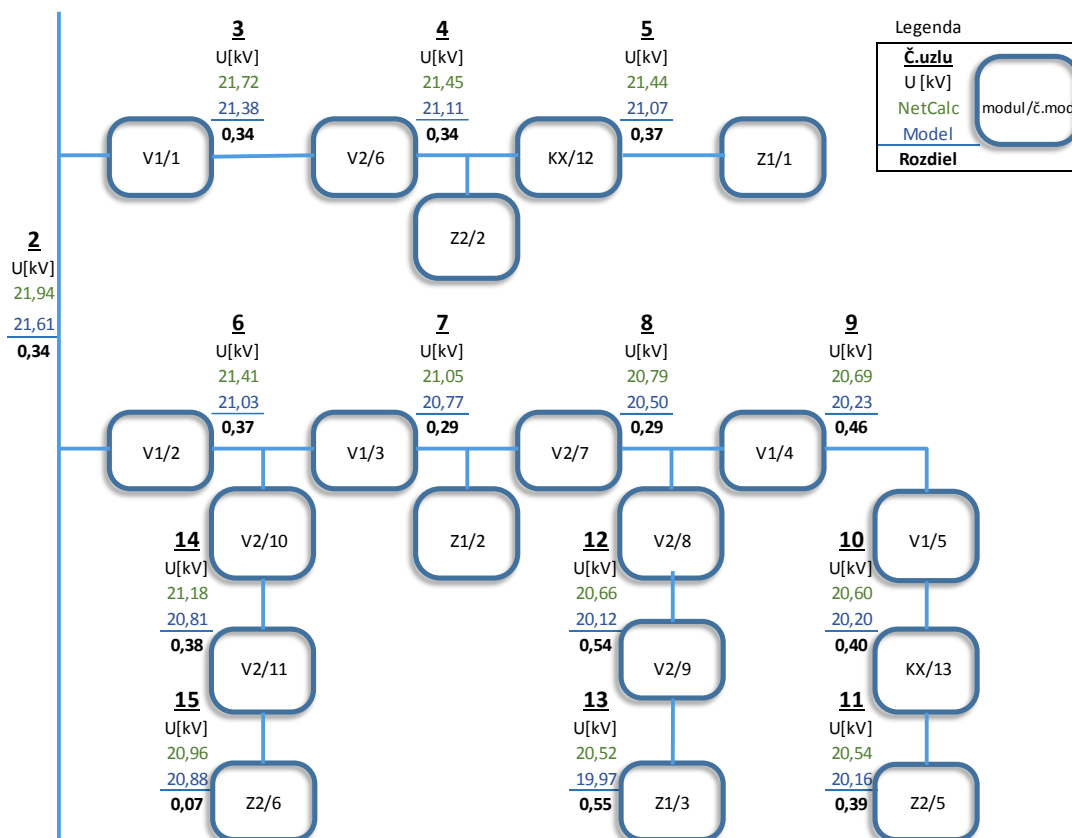 3
U[kV]
21,72
21,38
0,34
4
U[kV]
21,45
21,11
0,34
5
U[kV]
21,44
21,07
0,37
Legenda
Č.uzlu
U [kV]
NetCalc
Model
Rozdiel
modul/č.mod
V1/1
V2/6
KX/12
Z1/1
Z2/2
2
U[kV]
21,94
21,61
0,34
6
U[kV]
21,41
21,03
0,37
7
U[kV]
21,05
20,77
0,29
8
U[kV]
20,79
20,50
0,29
9
U[kV]
20,69
20,23
0,46
V1/2
V1/3
V2/7
V1/4
14
U[kV]
21,18
20,81
0,38
V2/10
Z1/2
12
U[kV]
20,66
20,12
0,54
V2/8
10
U[kV]
20,60
20,20
0,40
V1/5
V2/11
V2/9
KX/13
15
U[kV]
20,96
20,88
0,07
Z2/6
13
U[kV]
20,52
19,97
0,55
Z1/3
11
U[kV]
20,54
20,16
0,39
Z2/5